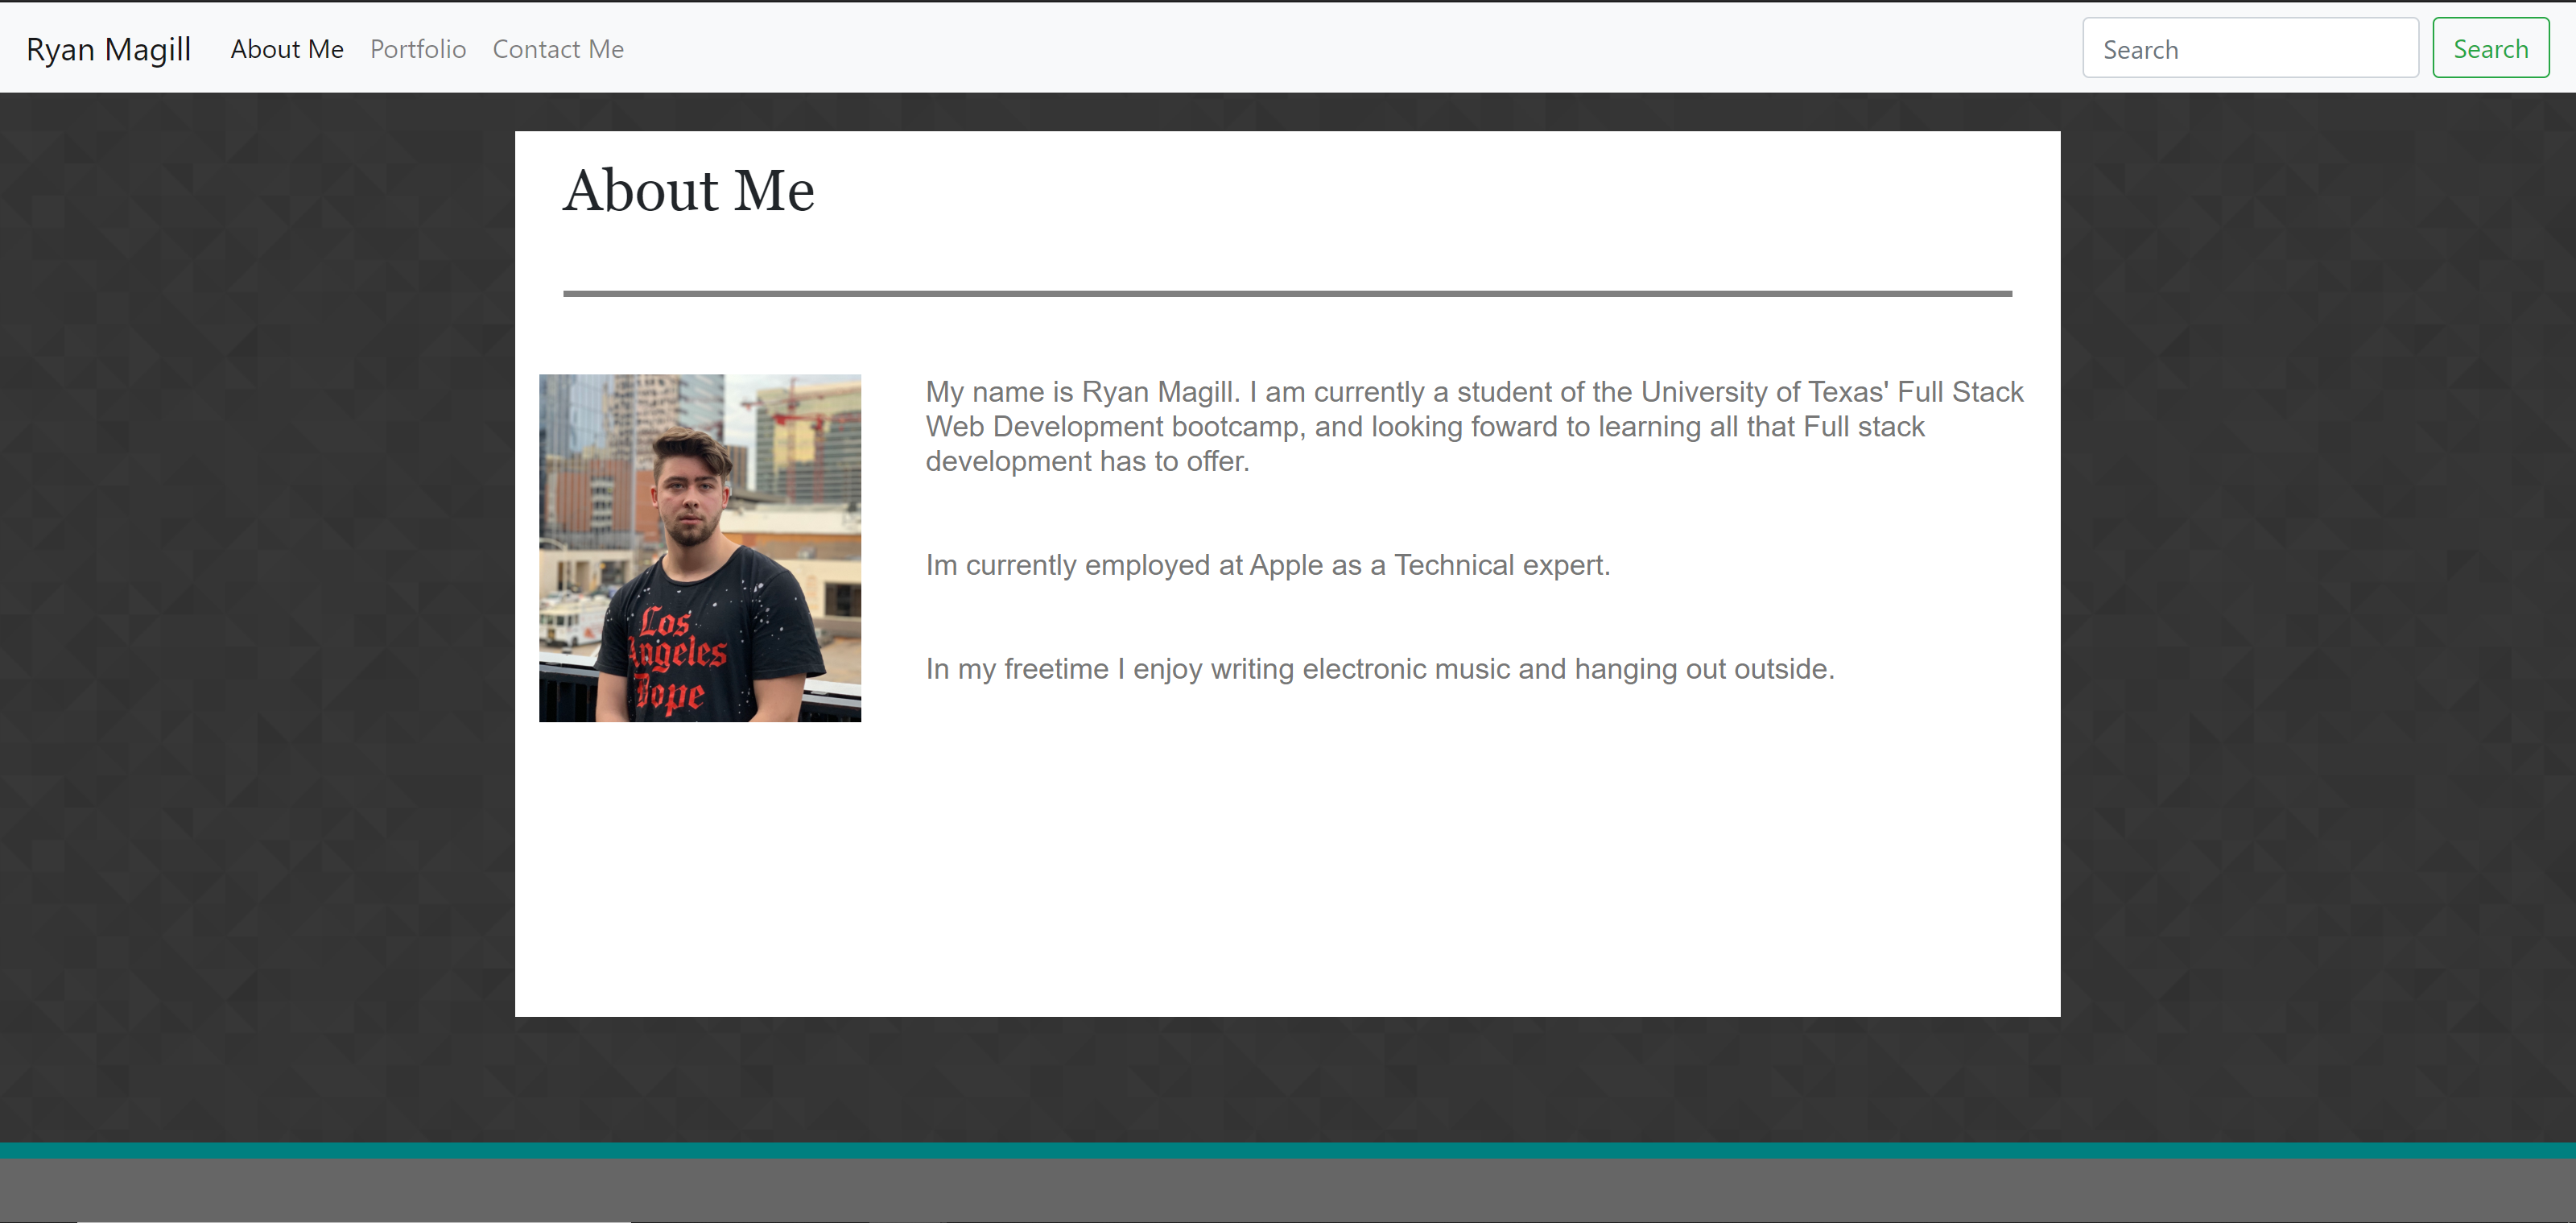 Ryan Magill About Me Portfolio Contact Me Search Search
About Me
My name is Ryan Magill. I am currently a student of the University of Texas' Full Stack
Web Development bootcamp, and looking foward to learning all that Full stack
development has to offer.
Im currently employed at Apple as a Technical expert.
In my freetime I enjoy writing electronic music and hanging out outside.
Los
Angeles
Dope